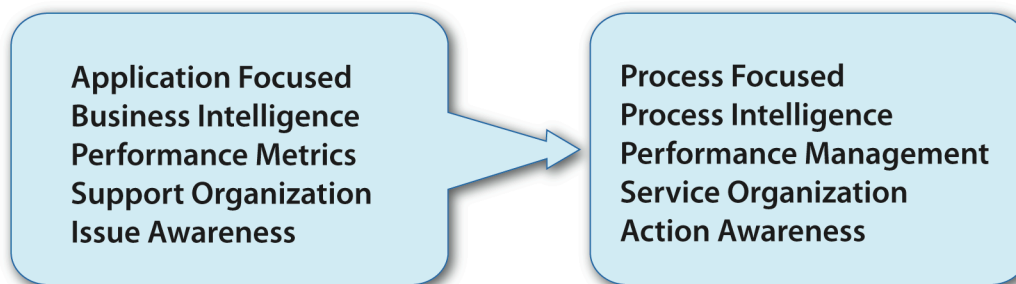 Application Focused
Business Intelligence
Performance Metrics
Support Organization
Issue Awareness
Process Focused
Process Intelligence
Performance Management
Service Organization
Action Awareness